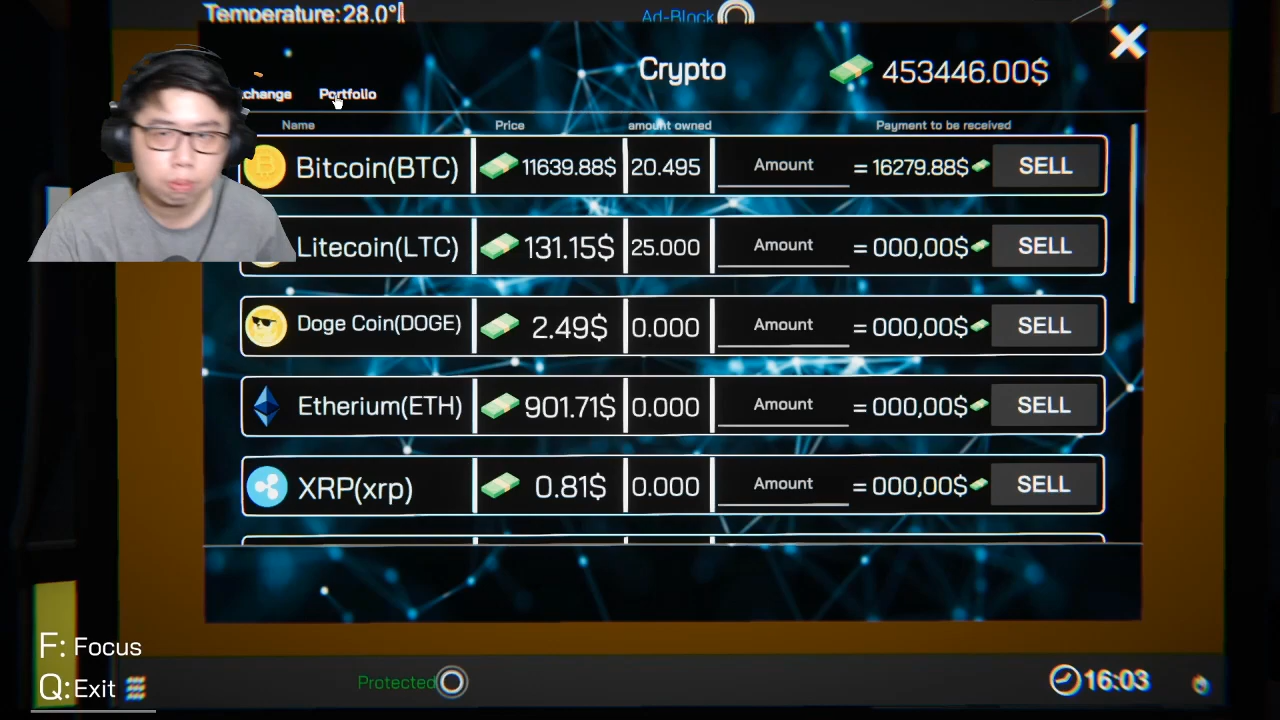 Temperature: 28.0°
Ad-Block
Crypto
453446.00$
change
Portfolio
Name
Price
amount owned
Payment to be received
Bitcoin(BTC)
11639.88$
20.495
Amount
= 16279.88$
SELL
Litecoin(LTC)
131.15$
25.000
Amount
= 000,00$
SELL
Doge Coin(DOGE)
2.49$
0.000
Amount
= 000,00$
SELL
Etherium(ETH)
901.71$
0.000
Amount
= 000,00$
SELL
XRP(xrp)
0.81$
0.000
Amount
= 000,00$
SELL
F: Focus
Q: Exit
Protected
16:03